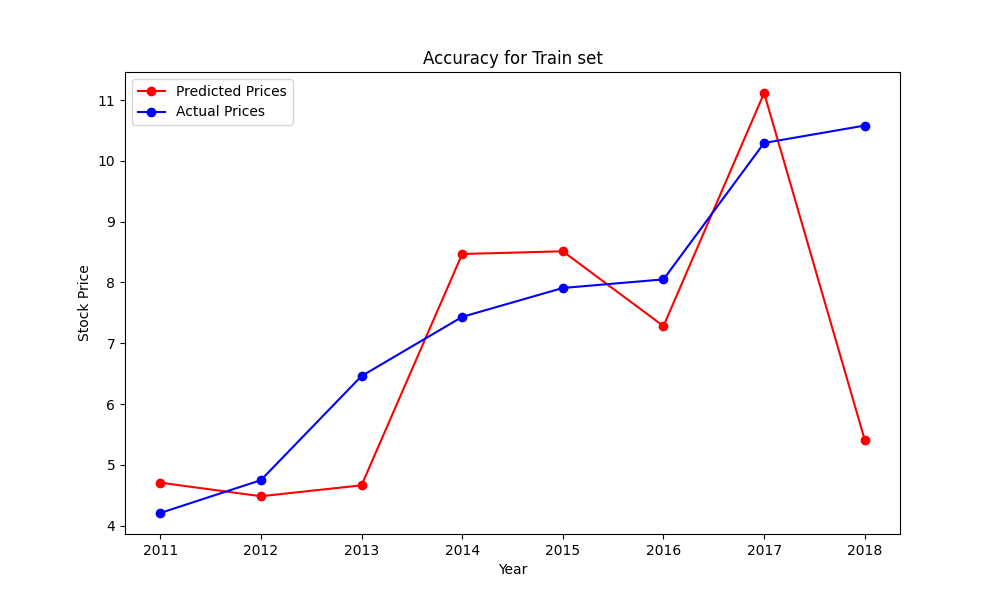 Accuracy for Train set
Predicted Prices
Actual Prices
11
10
9
8
7
6
5
4
Stock Price
2011 2012 2013 2014 2015 2016 2017 2018
Year